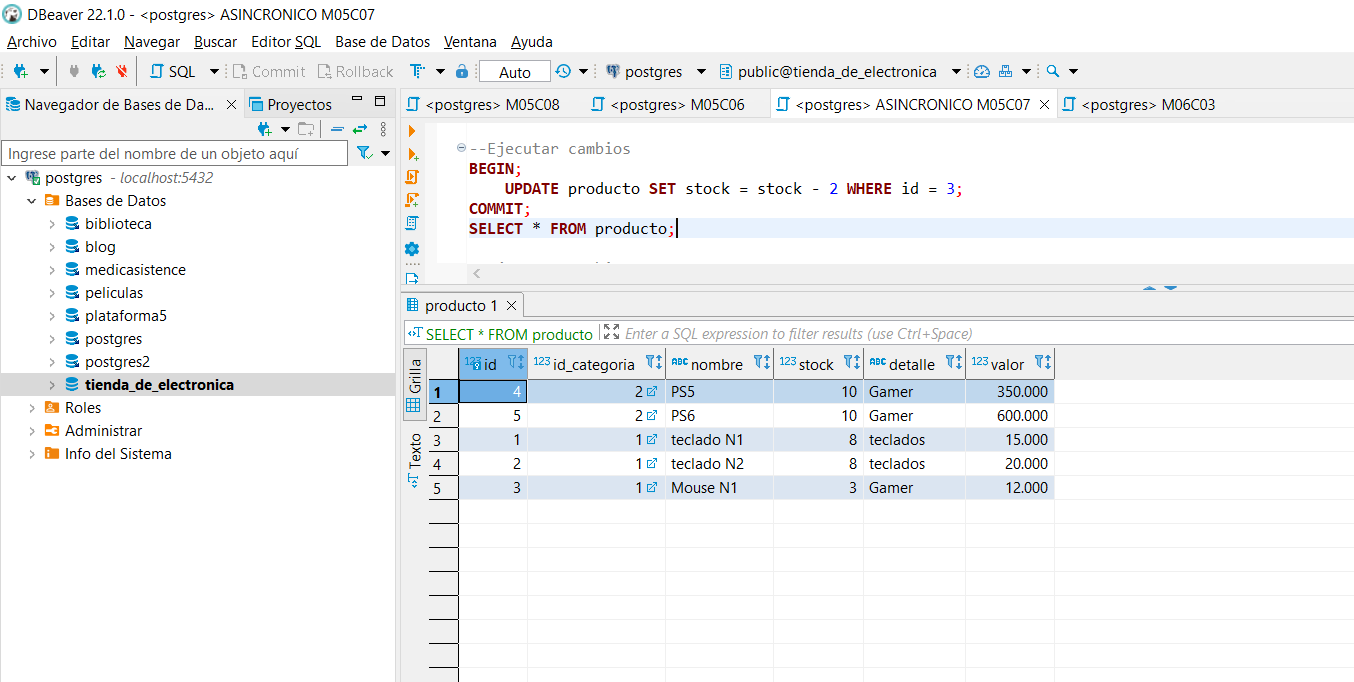 DBeaver 22.1.0 - <postgres> ASINCRONICO M05C07
Archivo Editar Navegar Buscar Editor SQL Base de Datos Ventana Ayuda
SQL Commit Rollback Auto postgres public@tienda_de_electronica
Navegador de Bases de Da... Proyectos
Ingrese parte del nombre de un objeto aquí
postgres - localhost:5432
Bases de Datos
biblioteca
blog
medicasistence
peliculas
plataforma5
postgres
postgres2
tienda_de_electronica
Roles
Administrar
Info del Sistema
<postgres> M05C08 <postgres> M05C06 <postgres> ASINCRONICO M05C07 <postgres> M06C03
--Ejecutar cambios
BEGIN;
UPDATE producto SET stock = stock - 2 WHERE id = 3;
COMMIT;
SELECT * FROM producto;
producto 1
SELECT * FROM producto Enter a SQL expression to filter results (use Ctrl+Space)
Grilla
Texto
123 id 123 id_categoria ABC nombre 123 stock ABC detalle 123 valor
1 4 2 PS5 10 Gamer 350.000
2 5 2 PS6 10 Gamer 600.000
3 1 1 teclado N1 8 teclados 15.000
4 2 1 teclado N2 8 teclados 20.000
5 3 1 Mouse N1 3 Gamer 12.000